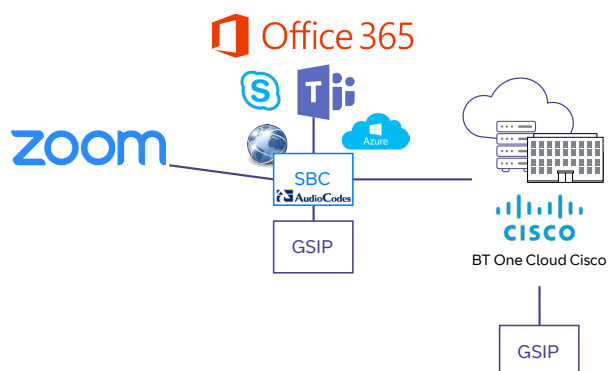 Office 365
S
T
zoom
Azure
SBC
AudioCodes
GSIP
CISCO
BT One Cloud Cisco
GSIP